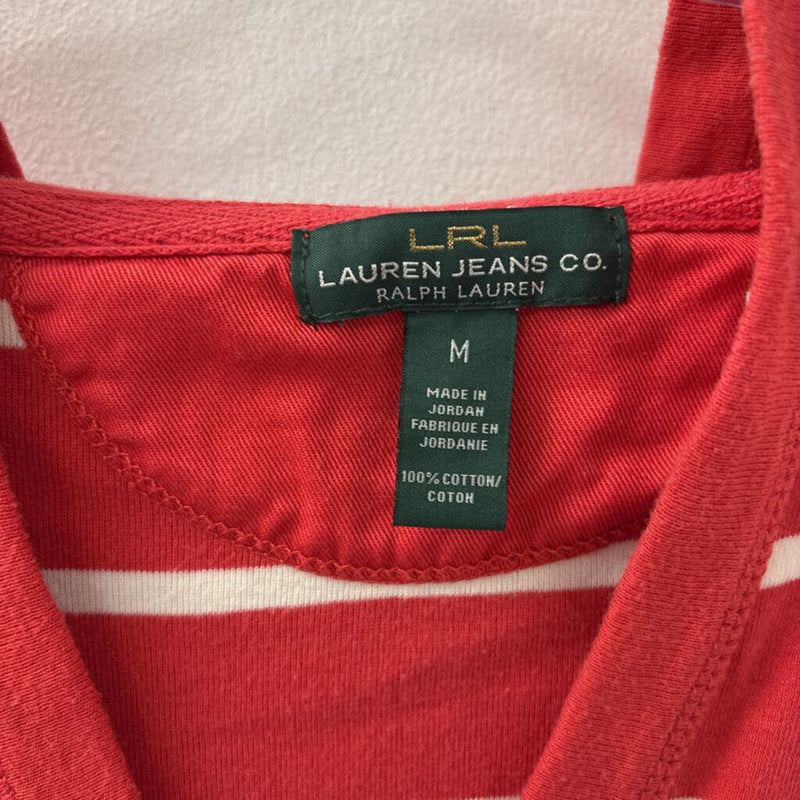 LRL
LAUREN JEANS CO.
RALPH LAUREN
M
MADE IN
JORDAN
FABRIQUE EN
JORDANIE
100% COTTON/
COTON